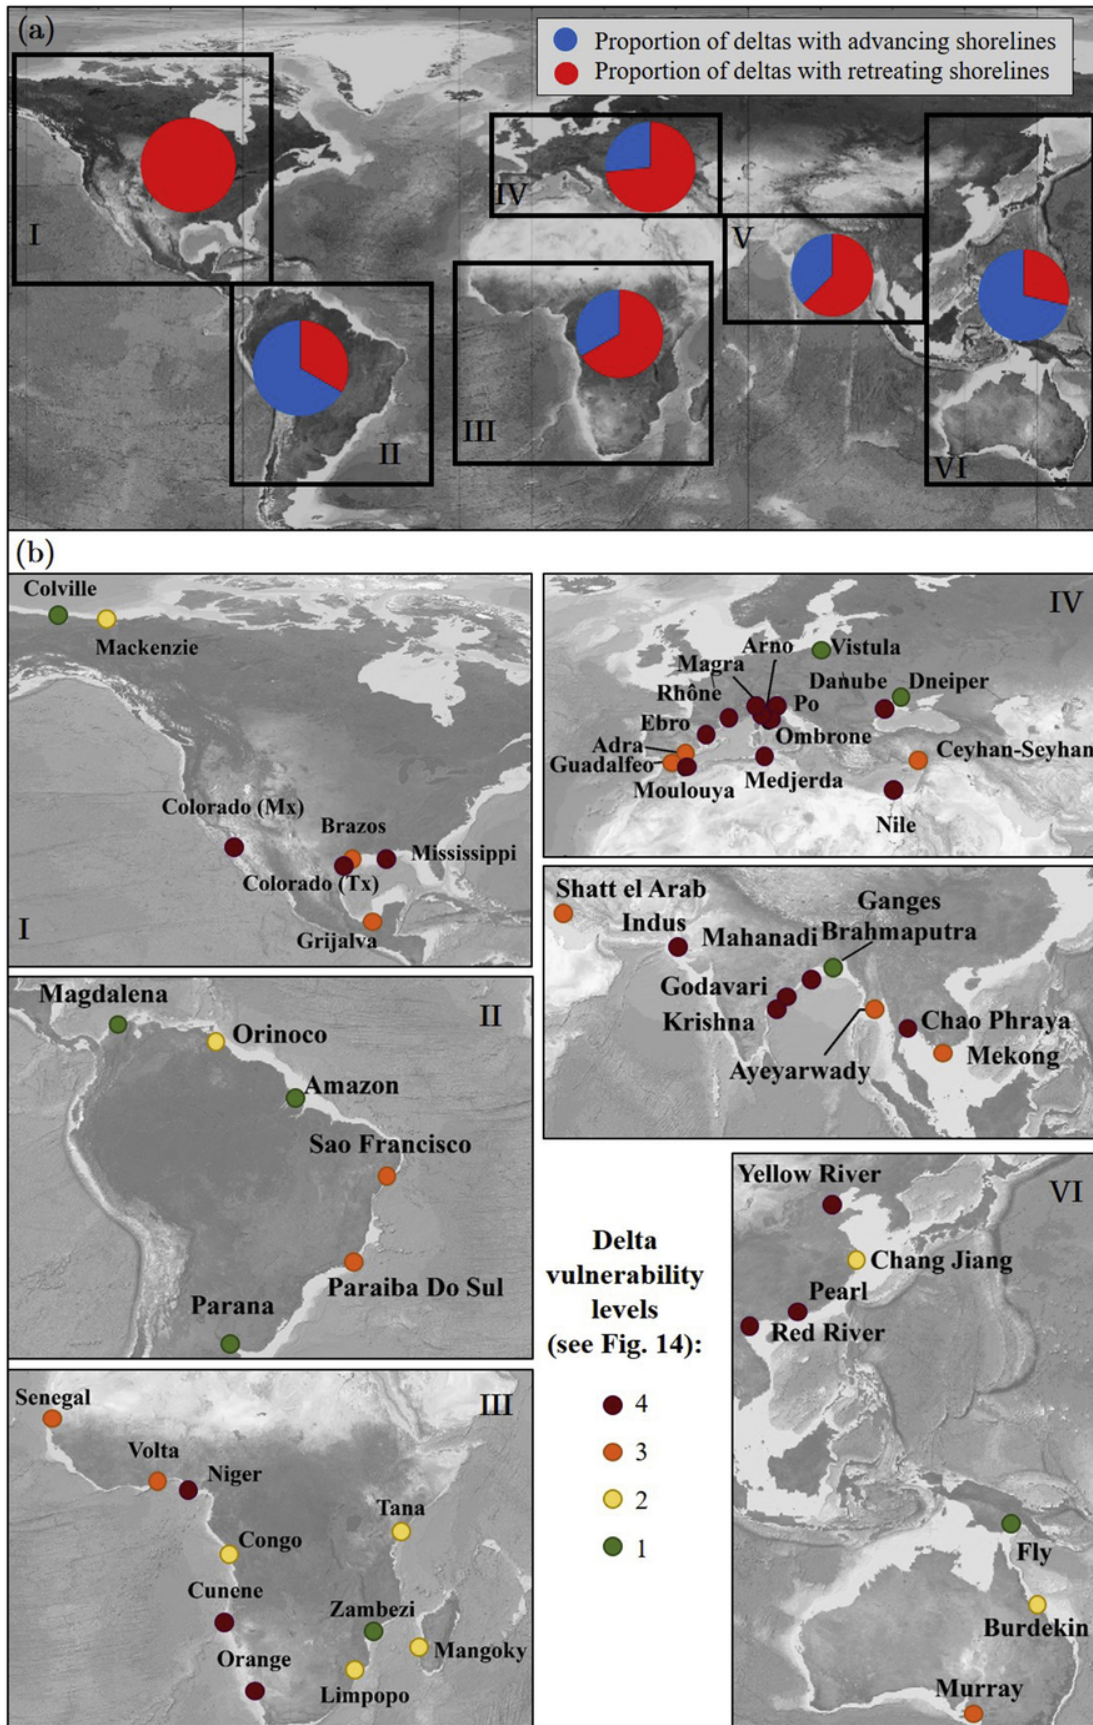 (a)
Proportion of deltas with advancing shorelines
Proportion of deltas with retreating shorelines
I
II
III
IV
V
VI
(b)
Colville
Mackenzie
Colorado (Mx)
Brazos
Mississippi
Colorado (Tx)
Grijalva
I
IV
Arno
Vistula
Magra
Danube
Dneiper
Rhône
Po
Ebro
Ombrone
Adra
Ceyhan-Seyhan
Guadalfeo
Medjerda
Moulouya
Nile
Shatt el Arab
Ganges
Indus
Mahanadi
Brahmaputra
Godavari
Krishna
Chao Phraya
Mekong
Ayeyarwady
II
Magdalena
Orinoco
Amazon
Sao Francisco
Paraiba Do Sul
Parana
III
Senegal
Volta
Niger
Tana
Congo
Cunene
Zambezi
Mangoky
Orange
Limpopo
Delta
vulnerability
levels
(see Fig. 14):
4
3
2
1
Yellow River
VI
Chang Jiang
Pearl
Red River
Fly
Burdekin
Murray